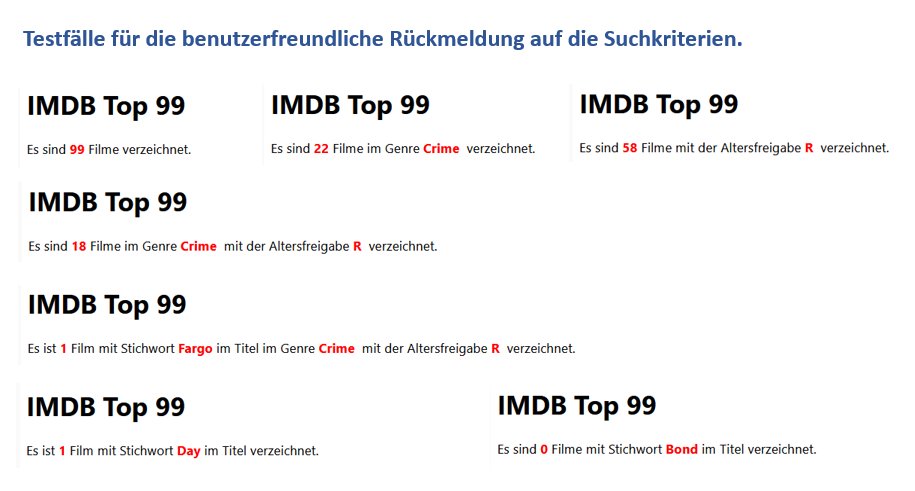 Testfälle für die benutzerfreundliche Rückmeldung auf die Suchkriterien.
IMDB Top 99
Es sind 99 Filme verzeichnet.
IMDB Top 99
Es sind 22 Filme im Genre Crime verzeichnet.
IMDB Top 99
Es sind 58 Filme mit der Altersfreigabe R verzeichnet.
IMDB Top 99
Es sind 18 Filme im Genre Crime mit der Altersfreigabe R verzeichnet.
IMDB Top 99
Es ist 1 Film mit Stichwort Fargo im Titel im Genre Crime mit der Altersfreigabe R verzeichnet.
IMDB Top 99
Es ist 1 Film mit Stichwort Day im Titel verzeichnet.
IMDB Top 99
Es sind 0 Filme mit Stichwort Bond im Titel verzeichnet.